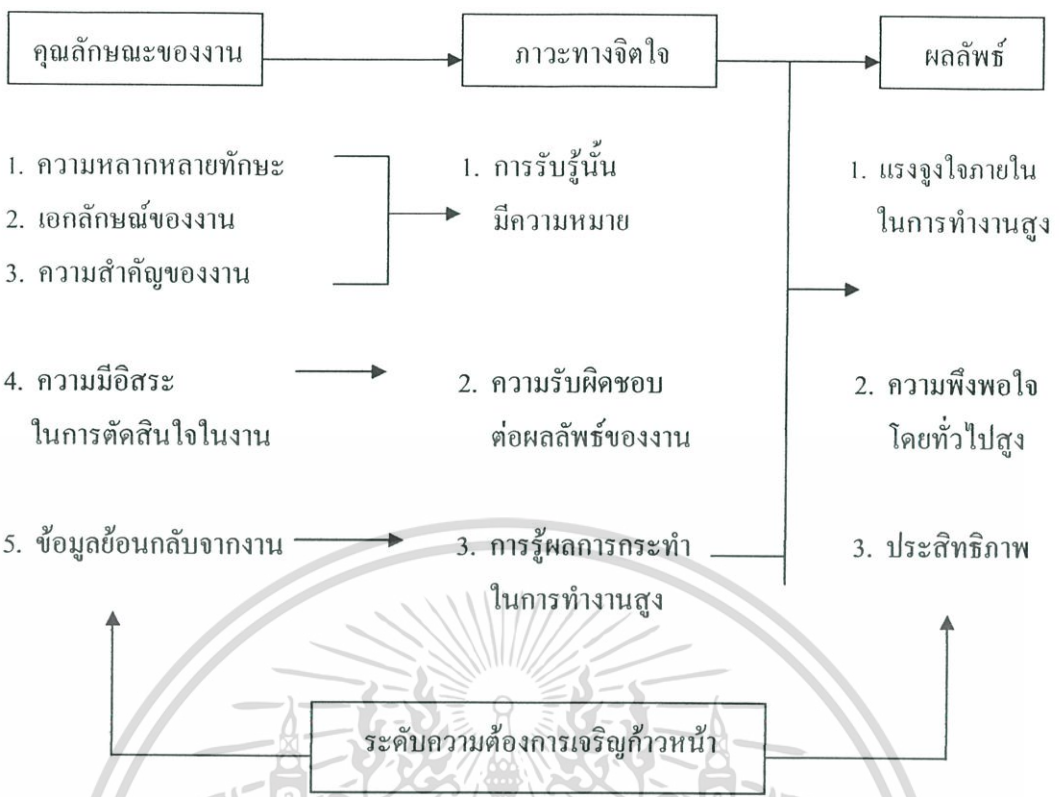 คุณลักษณะของงาน
ภาวะทางจิตใจ
ผลลัพธ์
1. ความหลากหลายทักษะ
2. เอกลักษณ์ของงาน
3. ความสำคัญของงาน
1. การรับรู้นั้น
มีความหมาย
1. แรงจูงใจภายใน
ในการทำงานสูง
4. ความมีอิสระ
ในการตัดสินใจในงาน
2. ความรับผิดชอบ
ต่อผลลัพธ์ของงาน
2. ความพึงพอใจ
โดยทั่วไปสูง
5. ข้อมูลย้อนกลับจากงาน
3. การรู้ผลการกระทำ
ในการทำงานสูง
3. ประสิทธิภาพ
ระดับความต้องการเจริญก้าวหน้า